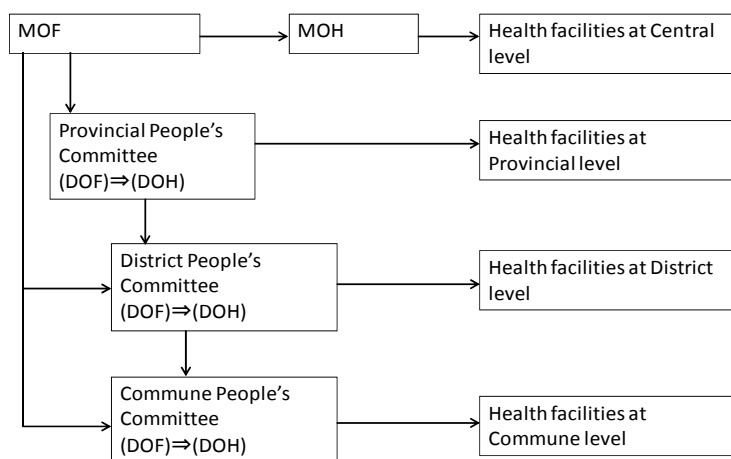 MOF
MOH
Health facilities at Central
level
Provincial People’s
Committee
(DOF)⇒(DOH)
Health facilities at
Provincial level
District People’s
Committee
(DOF)⇒(DOH)
Health facilities at District
level
Commune People’s
Committee
(DOF)⇒(DOH)
Health facilities at
Commune level